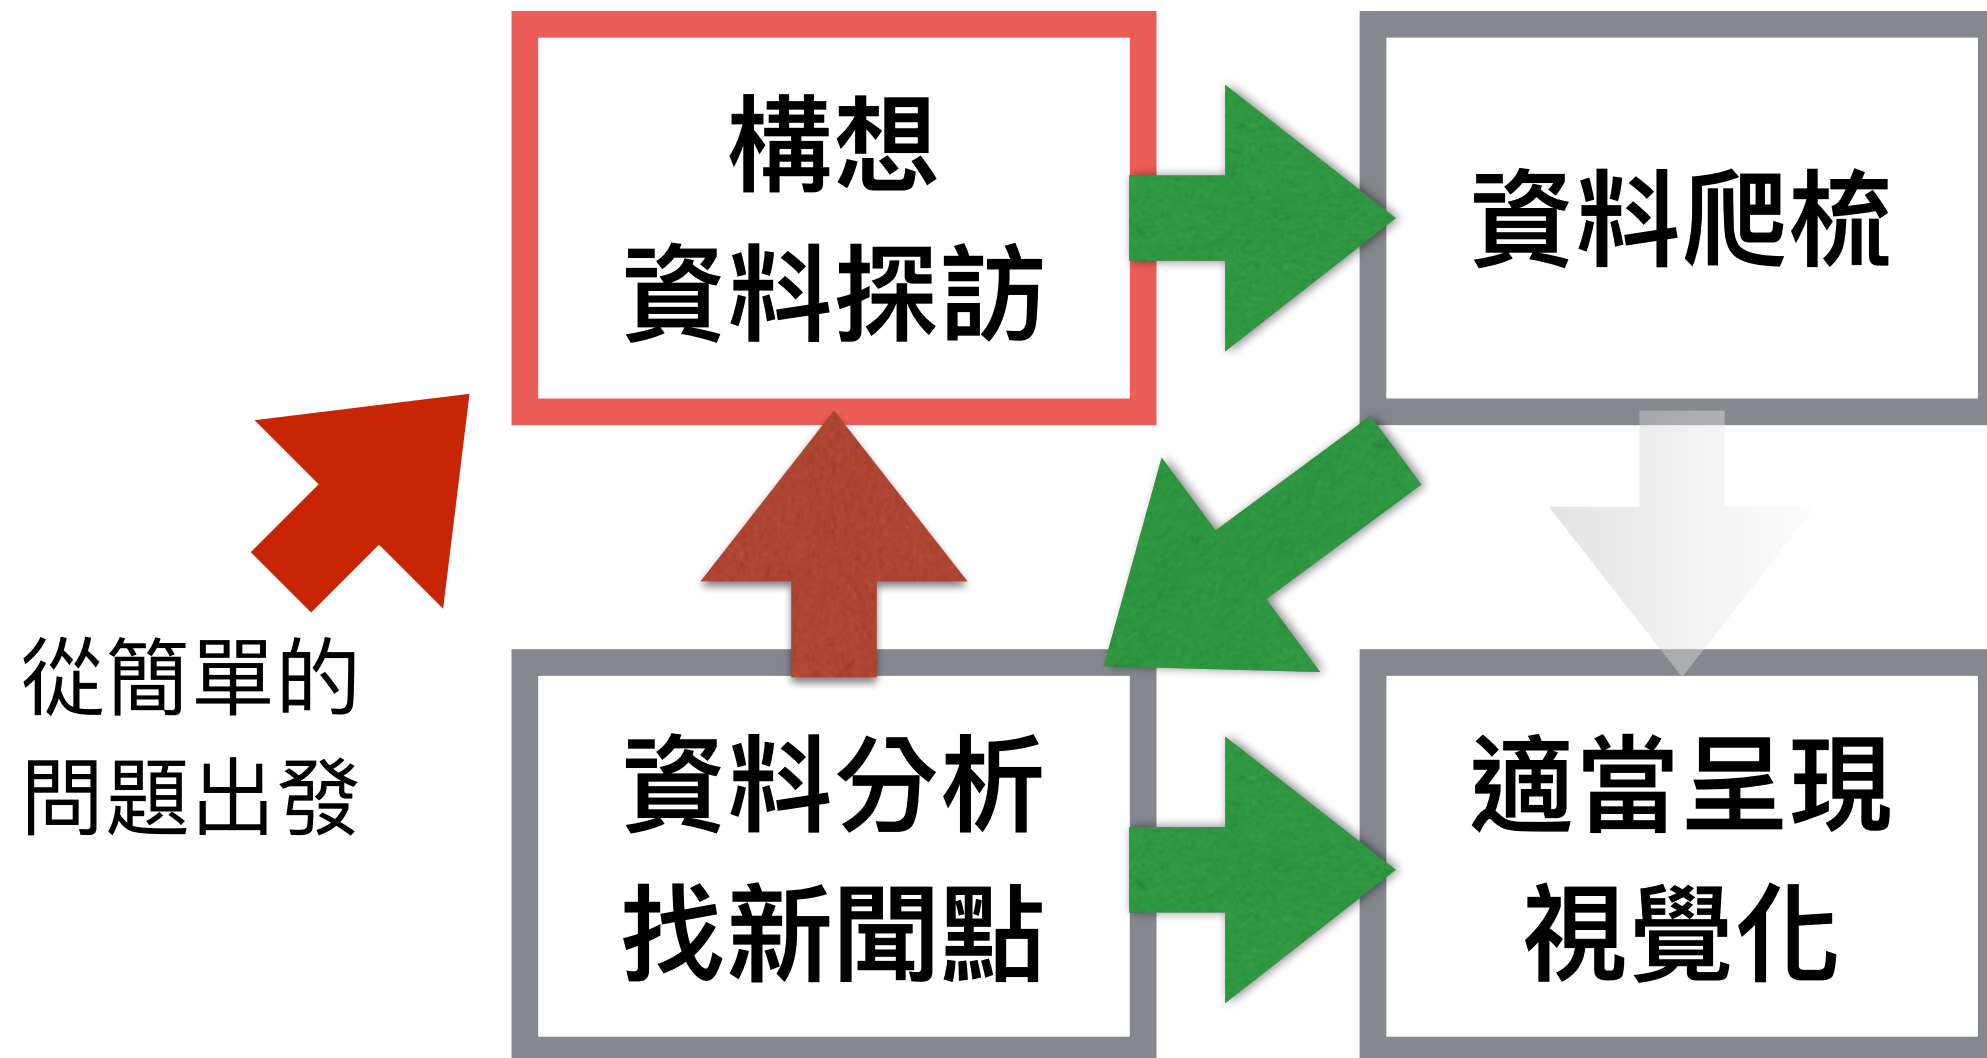 構想
資料探訪
資料爬梳
從簡單的
問題出發
資料分析
找新聞點
適當呈現
視覺化